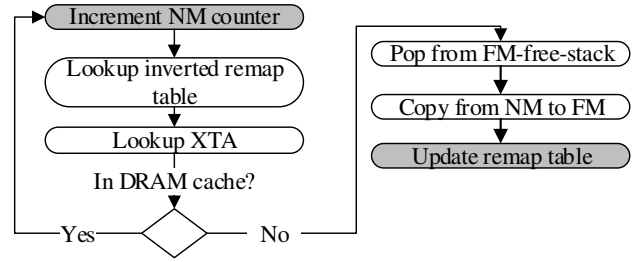 Increment NM counter
Lookup inverted remap
table
Lookup XTA
In DRAM cache?
Yes
No
Pop from FM-free-stack
Copy from NM to FM
Update remap table